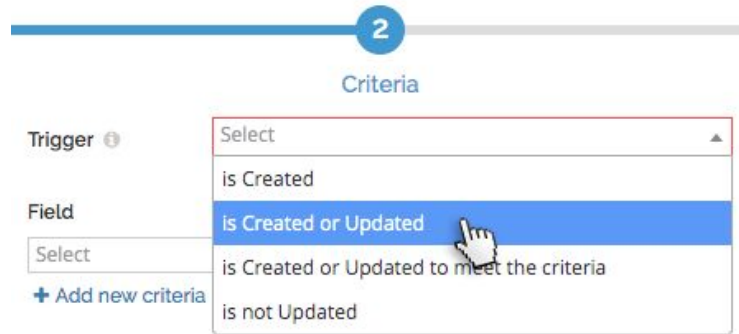 2
Criteria
Trigger
Select
is Created
Field
is Created or Updated
Select
is Created or Updated to meet the criteria
+ Add new criteria
is not Updated